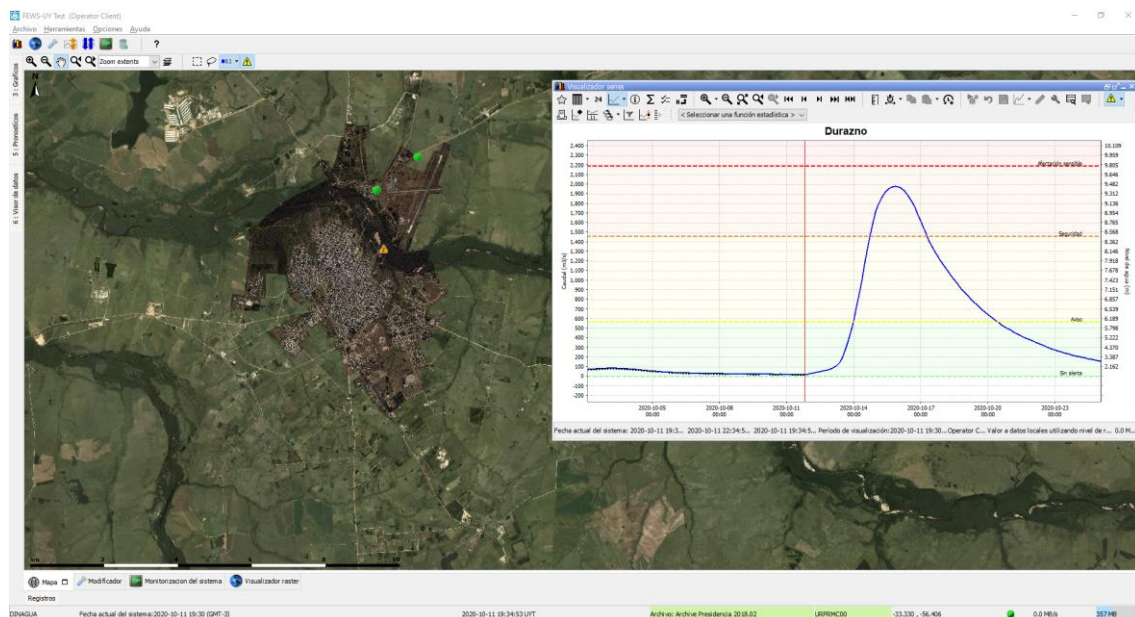 FEWS-UY Test (Operator Client)
Archivo Herramientas Opciones Ayuda
?
Zoom extents
3 : Graficos
5 : Pronosticos
6 : Visor de datos
N
Visualizador series
24
< Seleccionar una función estadística >
Durazno
2.400
2.300
2.200
2.100
2.000
1.900
1.800
1.700
1.600
1.500
1.400
1.300
1.200
1.100
1.000
900
800
700
600
500
400
300
200
100
0
-100
-200
Caudal (m3/s)
Afectación sensible
Seguridad
Aviso
Sin alerta
10.109
9.959
9.805
9.646
9.482
9.312
9.136
8.954
8.765
8.568
8.362
8.146
7.918
7.678
7.423
7.151
6.857
6.539
6.189
5.798
5.222
4.370
3.387
2.162
Nivel de agua (m)
2020-10-05 00:00
2020-10-08 00:00
2020-10-11 00:00
2020-10-14 00:00
2020-10-17 00:00
2020-10-20 00:00
2020-10-23 00:00
Fecha actual del sistema: 2020-10-11 19:3... 2020-10-11 22:34:5... 2020-10-11 19:34:5... Período de visualización:2020-10-11 19:30...Operator C... Valor a datos locales utilizando nivel de r... 0.0 M...
km 2 4 6 8 10
Mapa Modificador Monitorizacion del sistema Visualizador raster
Registros
DINAGUA Fecha actual del sistema:2020-10-11 19:30 (GMT-3) 2020-10-11 19:34:53 UYT Archivo: Archive Presidencia 2018.02 URPRMC00 -33.330 , -56.406 0.0 MB/s 357 MB